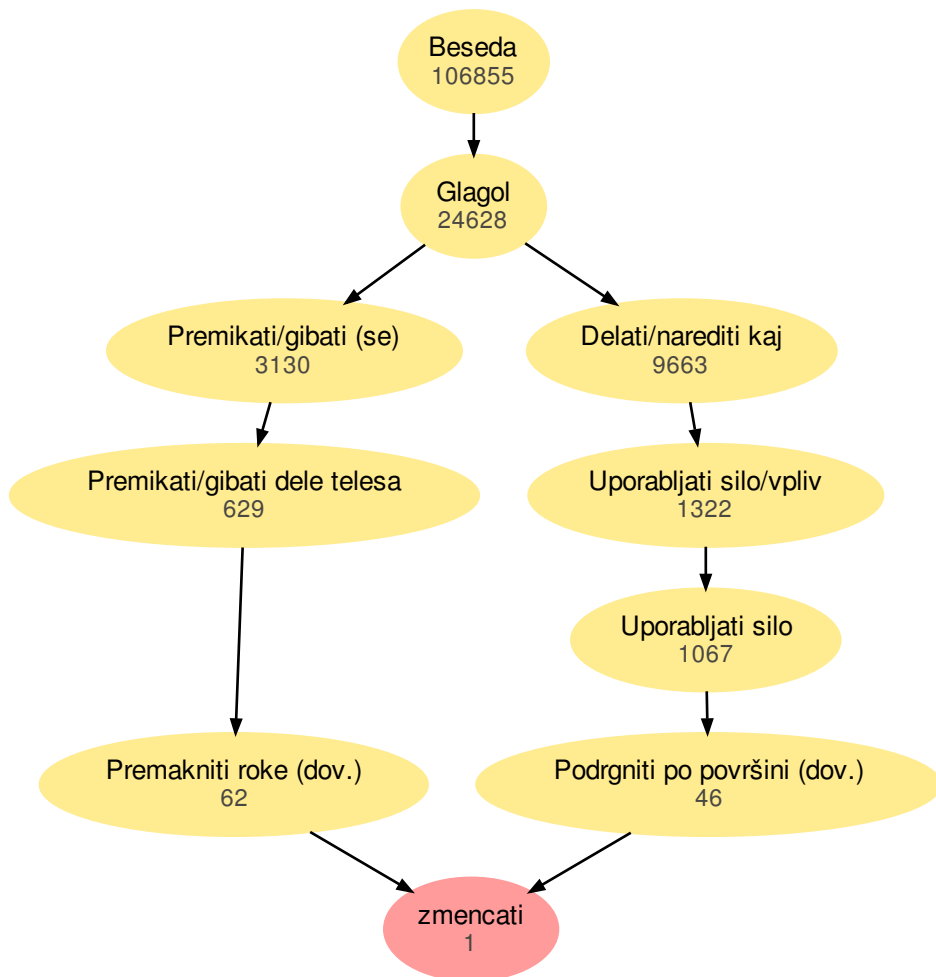 Beseda
106855
Glagol
24628
Premikati/gibati (se)
3130
Delati/narediti kaj
9663
Premikati/gibati dele telesa
629
Uporabljati silo/vpliv
1322
Uporabljati silo
1067
Premakniti roke (dov.)
62
Podrgniti po površini (dov.)
46
zmencati
1